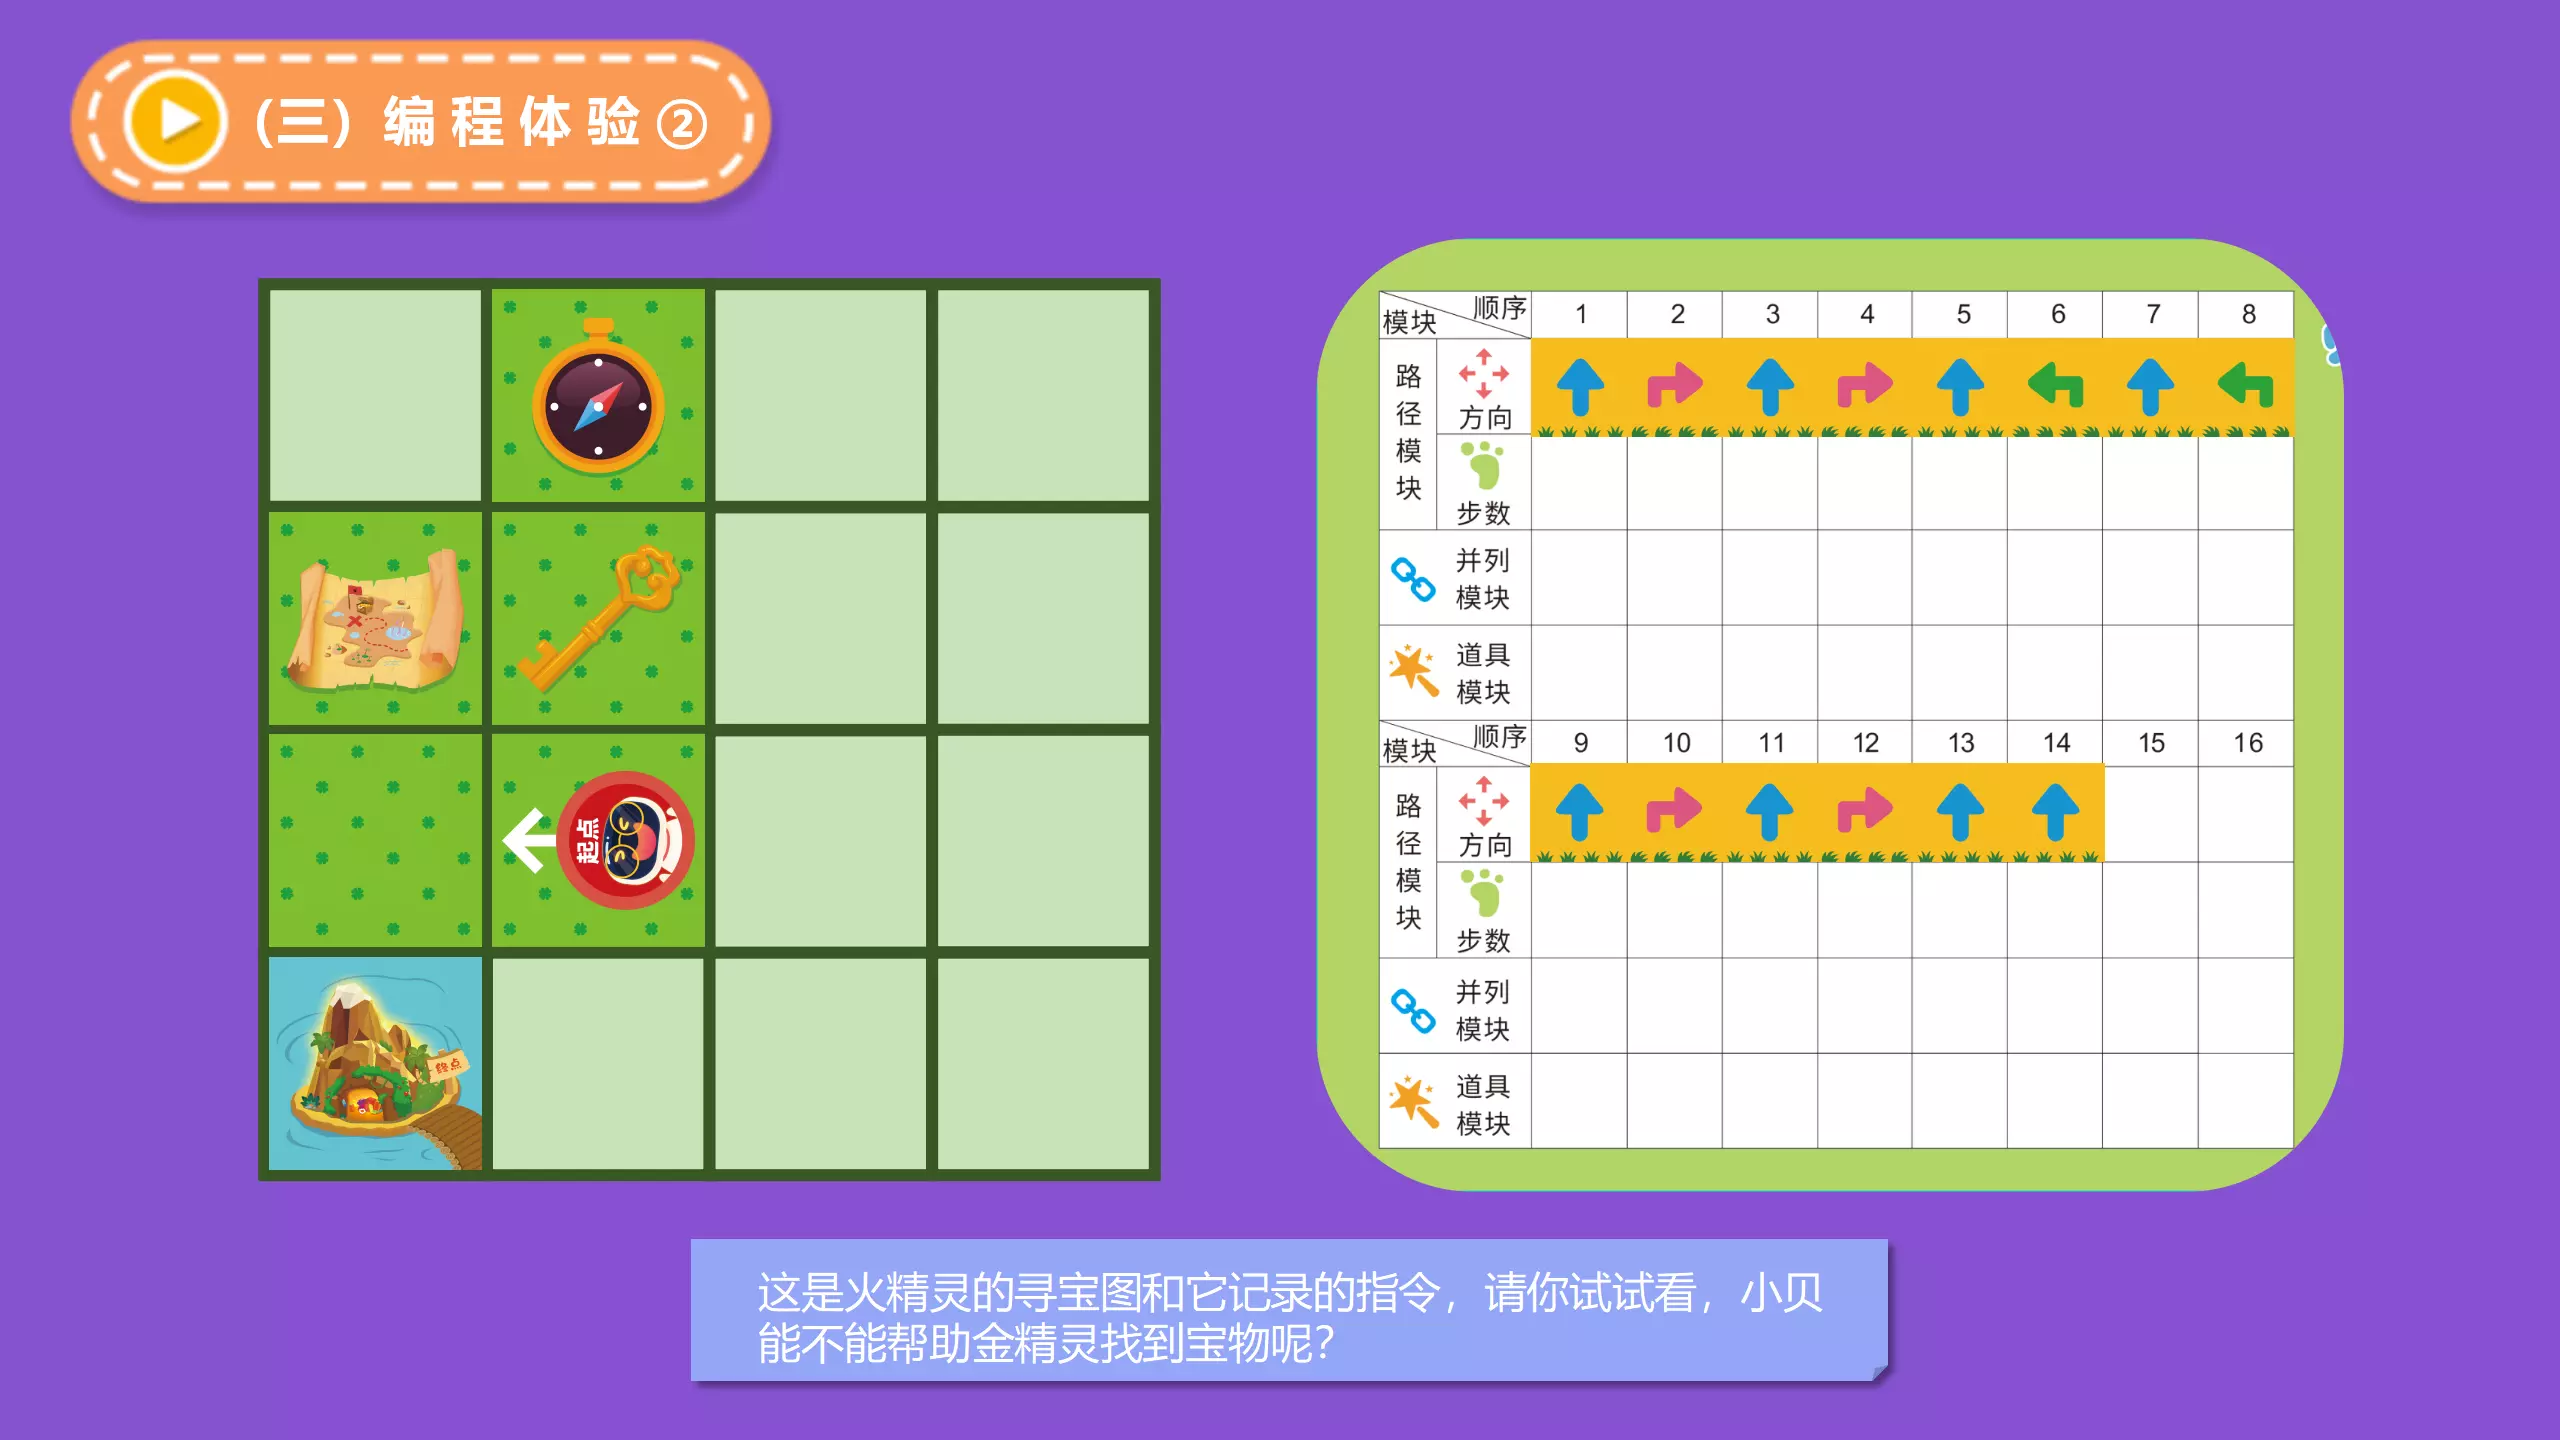 (三) 编程体验②
起点
终点
顺序 1 2 3 4 5 6 7 8
模块
路径模块
方向
步数
并列模块
道具模块
顺序 9 10 11 12 13 14 15 16
模块
路径模块
方向
步数
并列模块
道具模块
这是火精灵的寻宝图和它记录的指令，请你试试看，小贝
能不能帮助金精灵找到宝物呢？